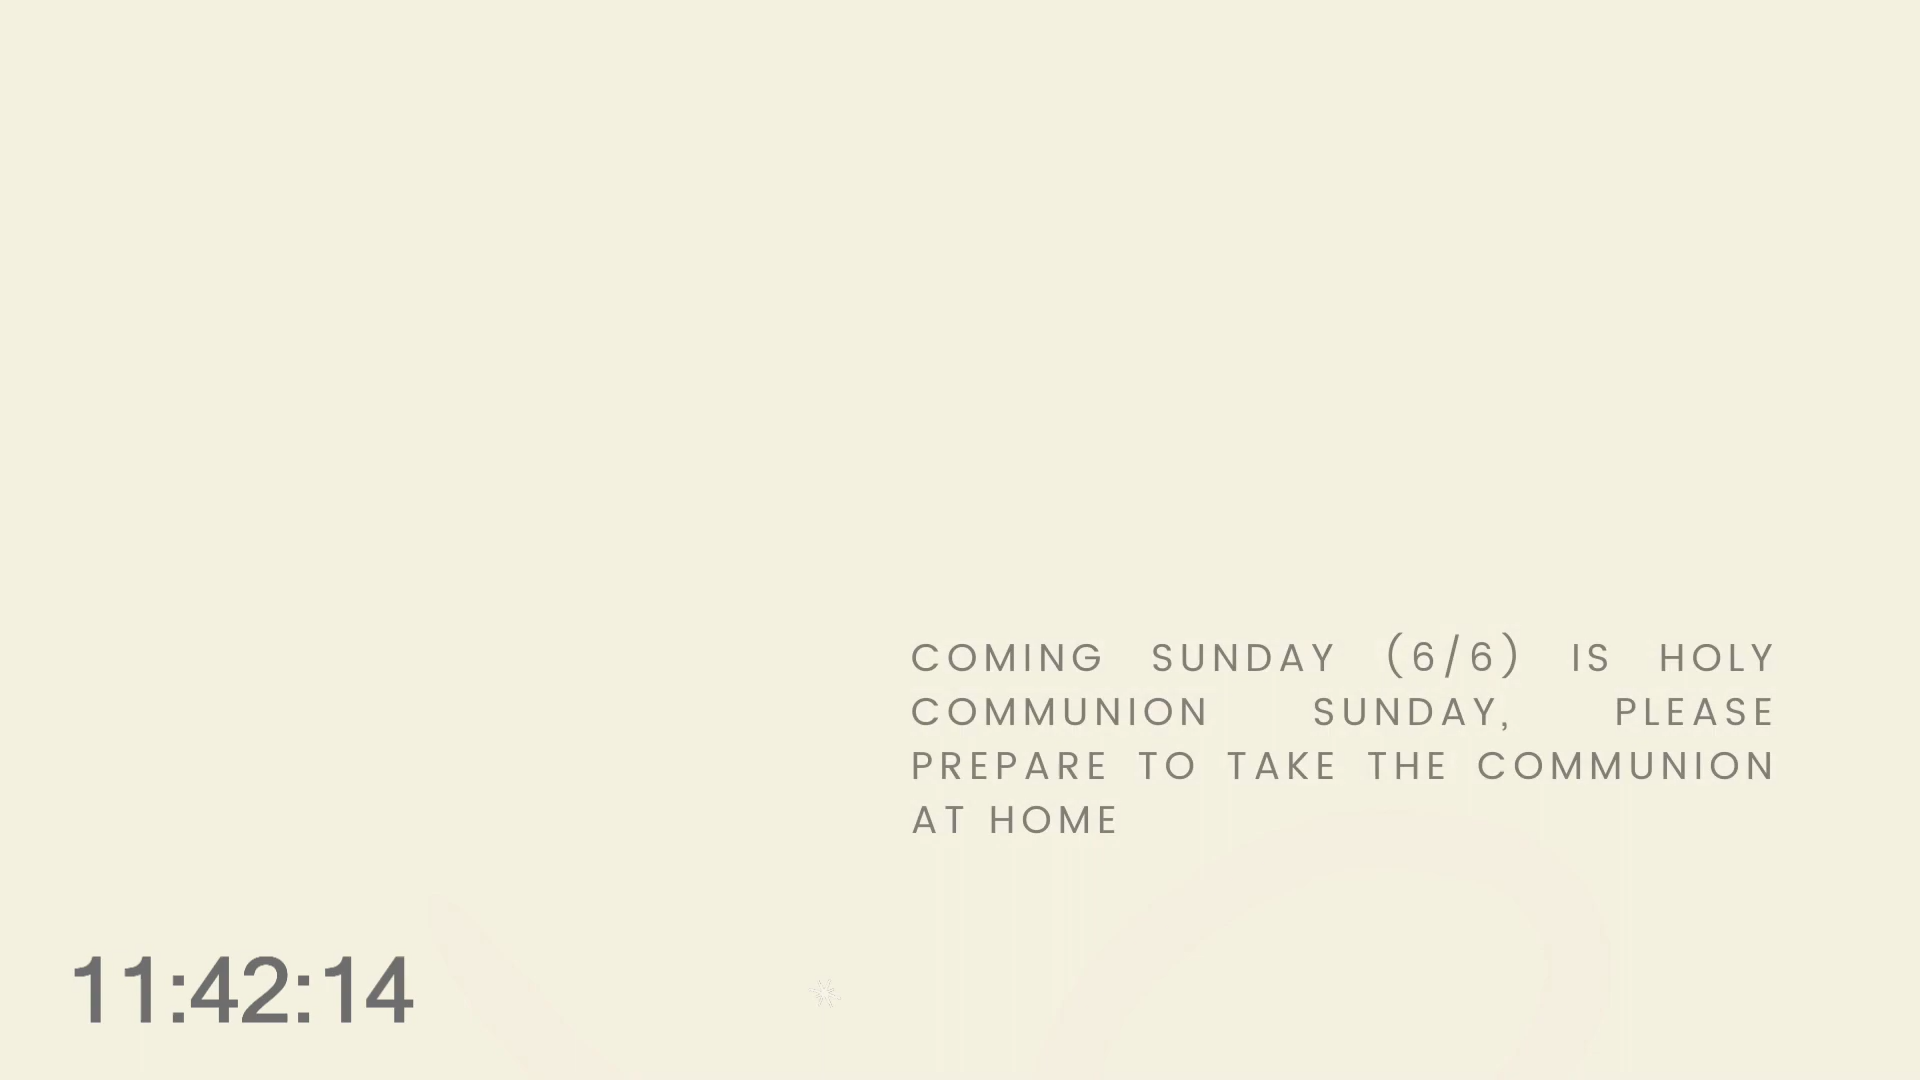 COMING SUNDAY (6/6) IS HOLY
COMMUNION SUNDAY, PLEASE
PREPARE TO TAKE THE COMMUNION
AT HOME
11:42:14